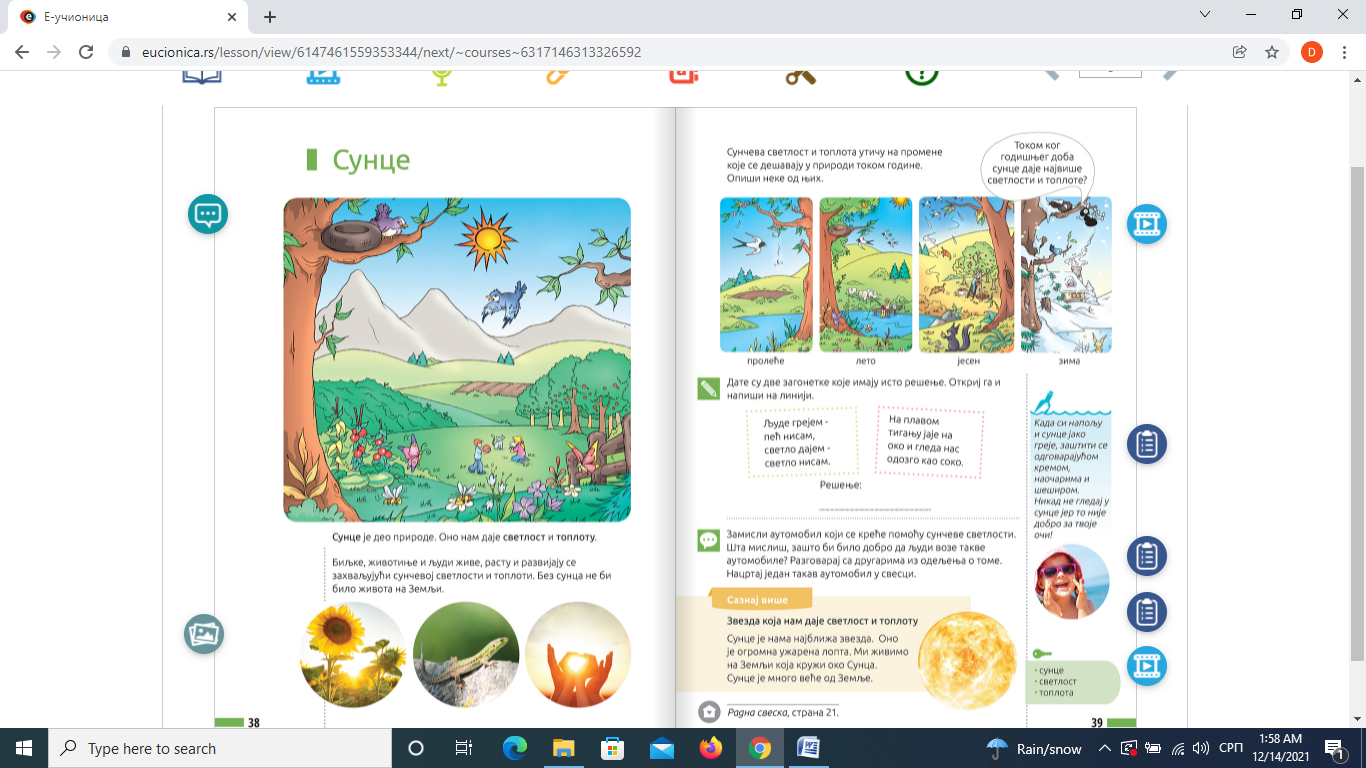 Е-учионица
eucionica.rs/lesson/view/6147461559353344/next/~courses~6317146313326592
D
Сунце
Сунце је део природе. Оно нам даје светлост и топлоту.
Биљке, животиње и људи живе, расту и развијају се
захваљујући сунчевој светлости и топлоти. Без сунца не би
било живота на Земљи.
38
Сунчева светлост и топлота утичу на промене
које се дешавају у природи током године.
Опиши неке од њих.
Током ког
годишњег доба
сунце даје највише
светлости и топлоте?
пролеће
лето
јесен
зима
Дате су две загонетке које имају исто решење. Откриј га и
напиши на линији.
Људе грејем -
пећ нисам,
светло дајем -
светло нисам.
На плавом
тигању јаје на
око и гледа нас
одозго као соко.
Решење:
Када си напољу
и сунце јако
греје, заштити се
одговарајућом
кремом,
наочарима и
шеширом.
Никад не гледај у
сунце јер то није
добро за твоје
очи!
Замисли аутомобил који се креће помоћу сунчеве светлости.
Шта мислиш, зашто би било добро да људи возе такве
аутомобиле? Разговарај са друговима из одељења о томе.
Нацртај један такав аутомобил у свесци.
Сазнај више
Звезда која нам даје светлост и топлоту
Сунце је нама најближа звезда. Оно
је огромна ужарена лопта. Ми живимо
на Земљи која кружи око Сунца.
Сунце је много веће од Земље.
· сунце
· светлост
· топлота
Радна свеска, страна 21.
39
Type here to search
Rain/snow
СРП
1:58 AM
12/14/2021
1